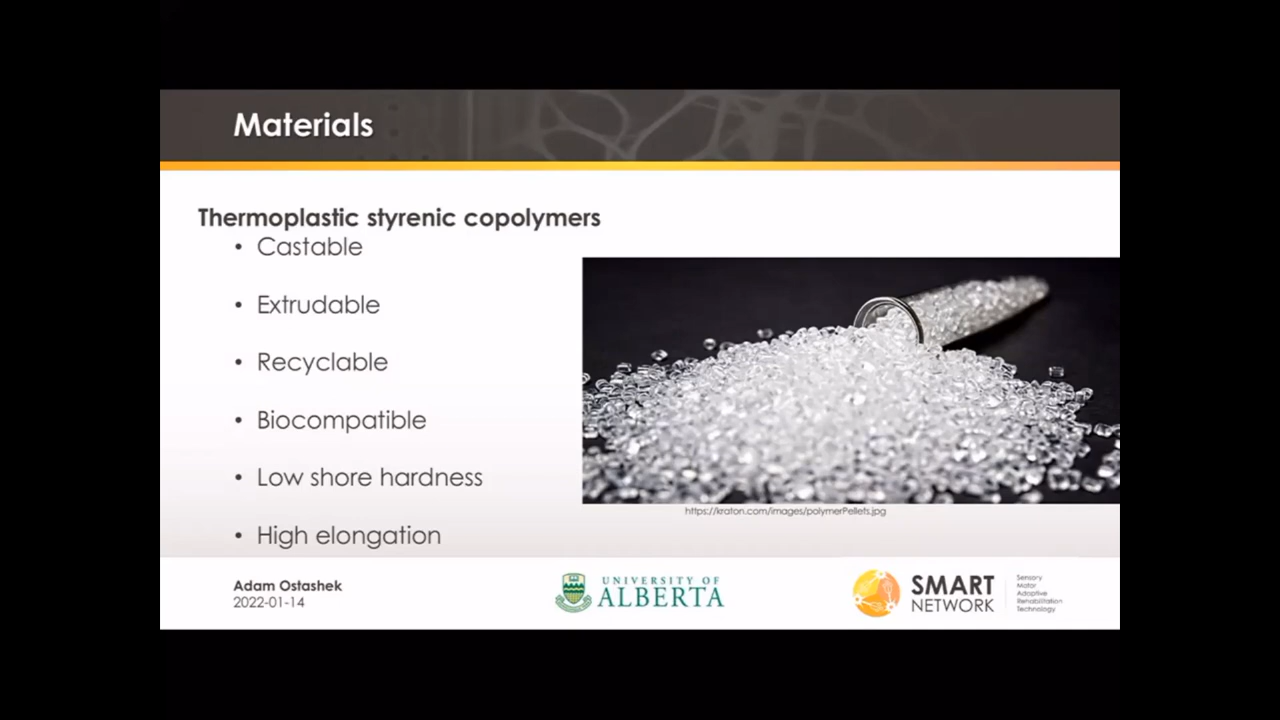 Materials
Thermoplastic styrenic copolymers
• Castable
• Extrudable
• Recyclable
• Biocompatible
• Low shore hardness
• High elongation
https://kraton.com/images/polymerPellets.jpg
Adam Ostashek
2022-01-14
UNIVERSITY OF
ALBERTA
SMART
NETWORK
Sensory
Motor
Adaptive
Rehabilitation
Technology